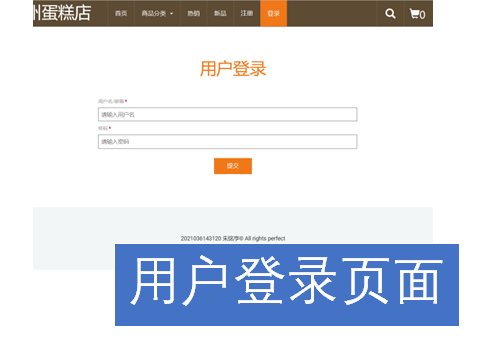 州蛋糕店 首页 商品分类 热销 新品 注册 登录 0
用户登录
用户名/邮箱*
请输入用户名
密码*
请输入密码
提交
2021036143120 朱铭亭© All rights perfect
用户登录页面